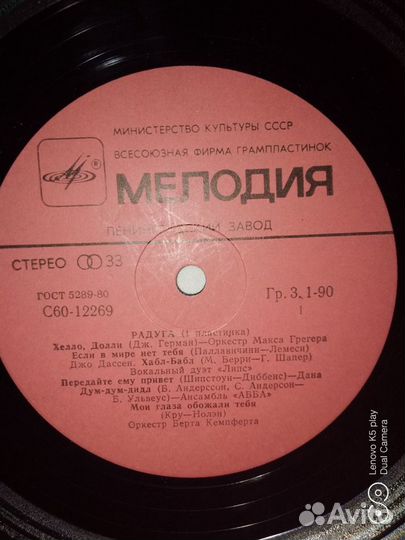 МИНИСТЕРСТВО КУЛЬТУРЫ СССР
ВСЕСОЮЗНАЯ ФИРМА ГРАМПЛАСТИНОК
®
МЕЛОДИЯ
ЛЕНИНГРАДСКИЙ ЗАВОД
СТЕРЕО 33
ГОСТ 5289-80
Гр. 3. 1-90
С60-12269
1
РАДУГА (1 пластинка)
Хелло, Долли (Дж. Герман)—Оркестр Макса Грегера
Если в мире нет тебя (Паллавичини—Лемеси)
Джо Дассен. Хабл-Бабл (М. Берри—Г. Шапер)
Вокальный дуэт «Липс»
Передайте ему привет (Шипстоун—Диббенс)—Дана
Дум-дум-дидл (Б. Андерссон, С. Андерсон—
Б. Ульвеус)—Ансамбль «АББА»
Мои глаза обожали тебя
(Кру—Нолэн)
Оркестр Берта Кемпферта
Lenovo K5 play
Dual Camera
Avito